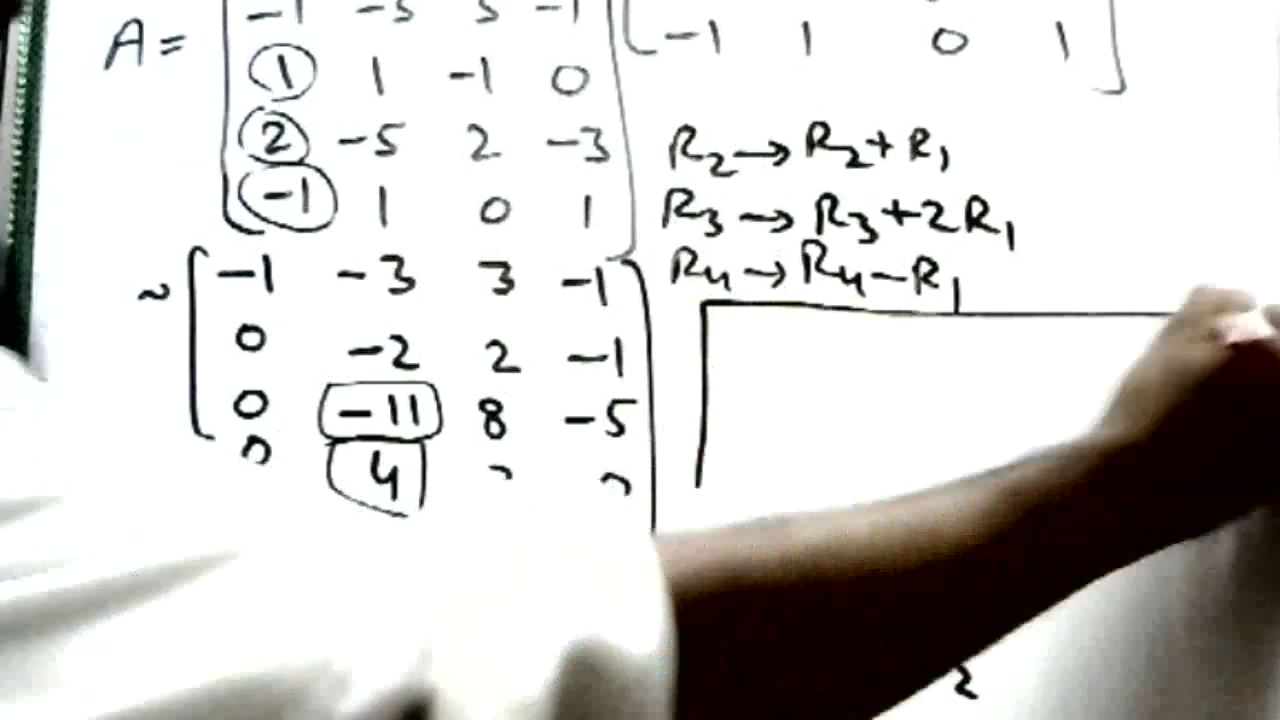 A = -1 -3 3 -1
-1 1 0 1
1 1 -1 0
2 -5 2 -3
-1 1 0 1
R2 → R2 + R1
R3 → R3 + 2R1
R4 → R4 - R1
~ -1 -3 3 -1
0 -2 2 -1
0 -11 8 -5
4
2